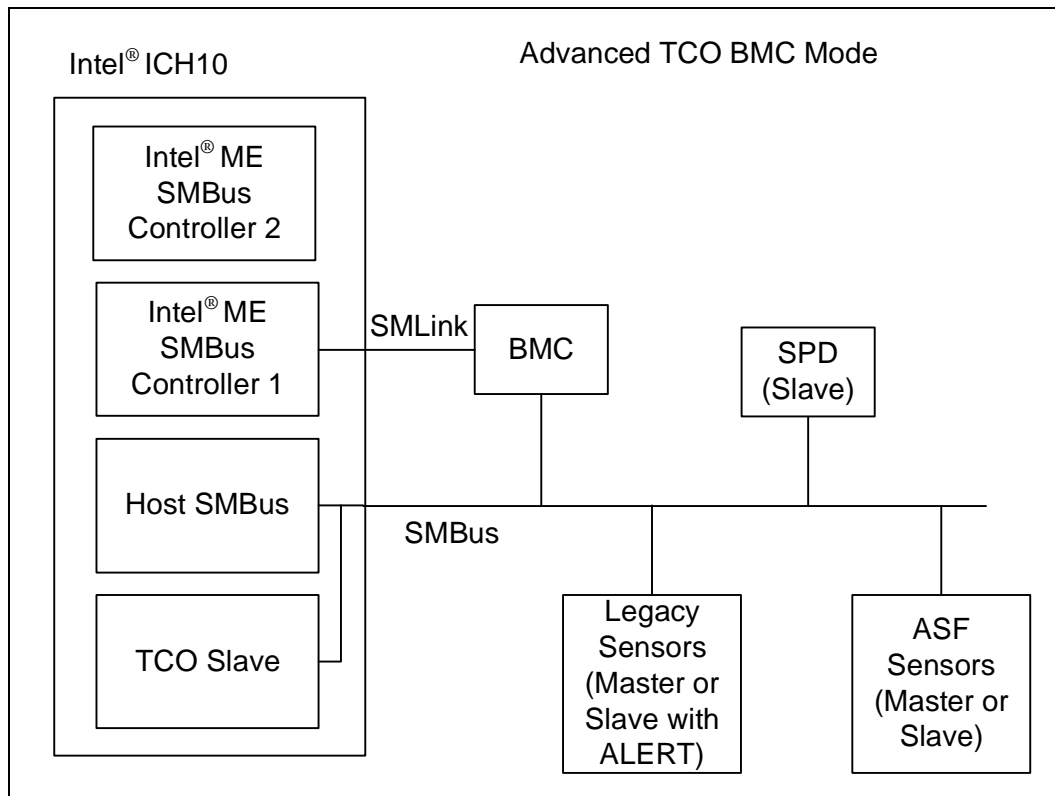 Advanced TCO BMC Mode
Intel® ICH10
Intel® ME
SMBus
Controller 2
Intel® ME
SMBus
Controller 1
SMLink
BMC
SPD
(Slave)
Host SMBus
SMBus
TCO Slave
Legacy
Sensors
(Master or
Slave with
ALERT)
ASF
Sensors
(Master or
Slave)